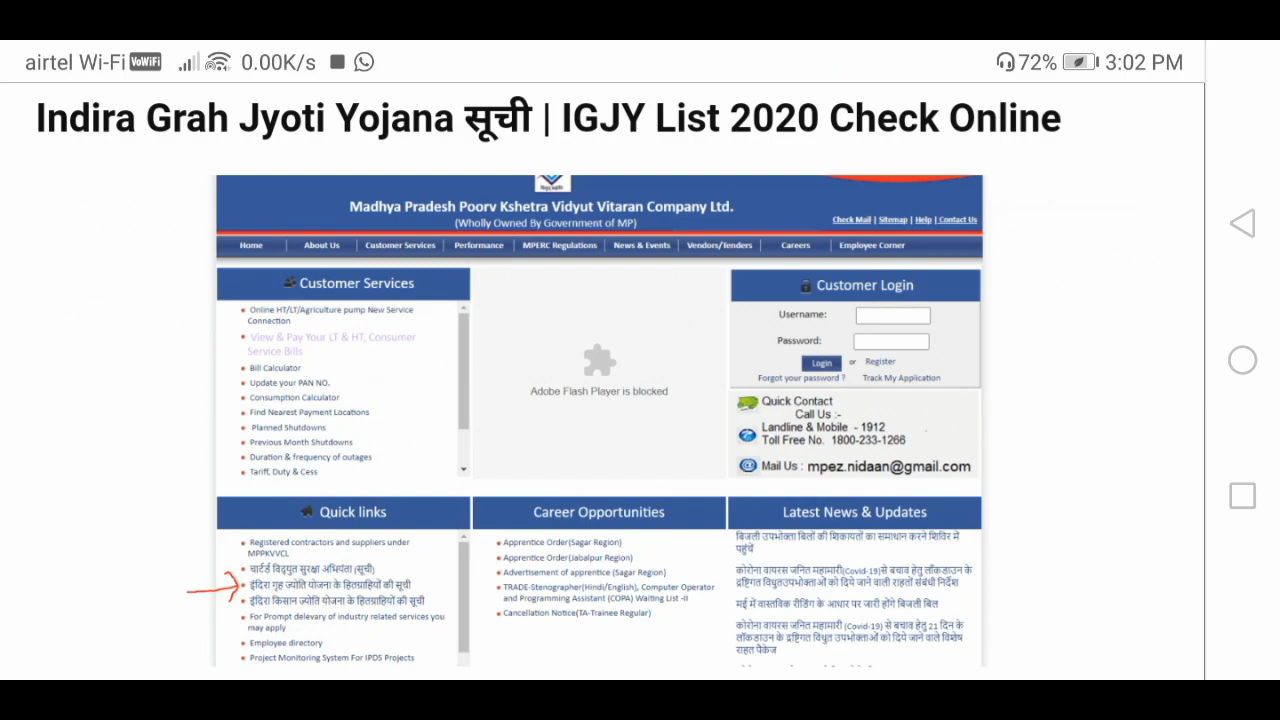 airtel Wi-Fi VoWiFi 0.00K/s 72% 3:02 PM
Indira Grah Jyoti Yojana सूची | IGJY List 2020 Check Online
Madhya Pradesh Poorv Kshetra Vidyut Vitaran Company Ltd.
(Wholly Owned By Government of MP)
Check Mail | Sitemap | Help | Contact Us
Home | About Us | Customer Services | Performance | MPERC Regulations | News & Events | Vendors/Tenders | Careers | Employee Corner
Customer Services
Online HT/LT/Agriculture pump New Service
Connection
View & Pay Your LT & HT, Consumer
Service Bills
Bill Calculator
Update your PAN NO.
Consumption Calculator
Find Nearest Payment Locations
Planned Shutdowns
Previous Month Shutdowns
Duration & frequency of outages
Tariff, Duty & Cess
Adobe Flash Player is blocked
Customer Login
Username:
Password:
Login or Register
Forgot your password ? Track My Application
Quick Contact
Call Us :-
Landline & Mobile - 1912
Toll Free No. 1800-233-1266
Mail Us : mpez.nidaan@gmail.com
Quick links
Registered contractors and suppliers under
MPPKVVCL
चार्टर्ड विद्युत सुरक्षा अभियंता (सूची)
इंदिरा गृह ज्योति योजना के हितग्राहियों की सूची
इंदिरा किसान ज्योति योजना के हितग्राहियों की सूची
For Prompt delevary of industry related services you
may apply
Employee directory
Project Monitoring System For IPDS Projects
Career Opportunities
Apprentice Order(Sagar Region)
Apprentice Order(Jabalpur Region)
Advertisement of apprentice (Sagar Region)
TRADE-Stenographer(Hindi/English), Computer Operator
and Programming Assistant (COPA) Waiting List -II
Cancellation Notice(TA-Trainee Regular)
Latest News & Updates
बिजली उपभोक्ता बिलों की शिकायतों का समाधान करने शिविर में
पहुंचें
कोरोना वायरस जनित महामारी(Covid-19)से बचाव हेतु लॉकडाउन के
द्रष्टिगत विधुतउपभोक्ताओं को दिये जाने वाली राहतों संबंधी निर्देश
मई में वास्तविक रीडिंग के आधार पर जारी होंगे बिजली बिल
कोरोना वायरस जनित महामारी (Covid-19) से बचाव हेतु 21 दिन के
लॉकडाउन के द्रष्टिगत विधुत उपभोक्ताओं को दिये जाने वाले विशेष
राहत पैकेज